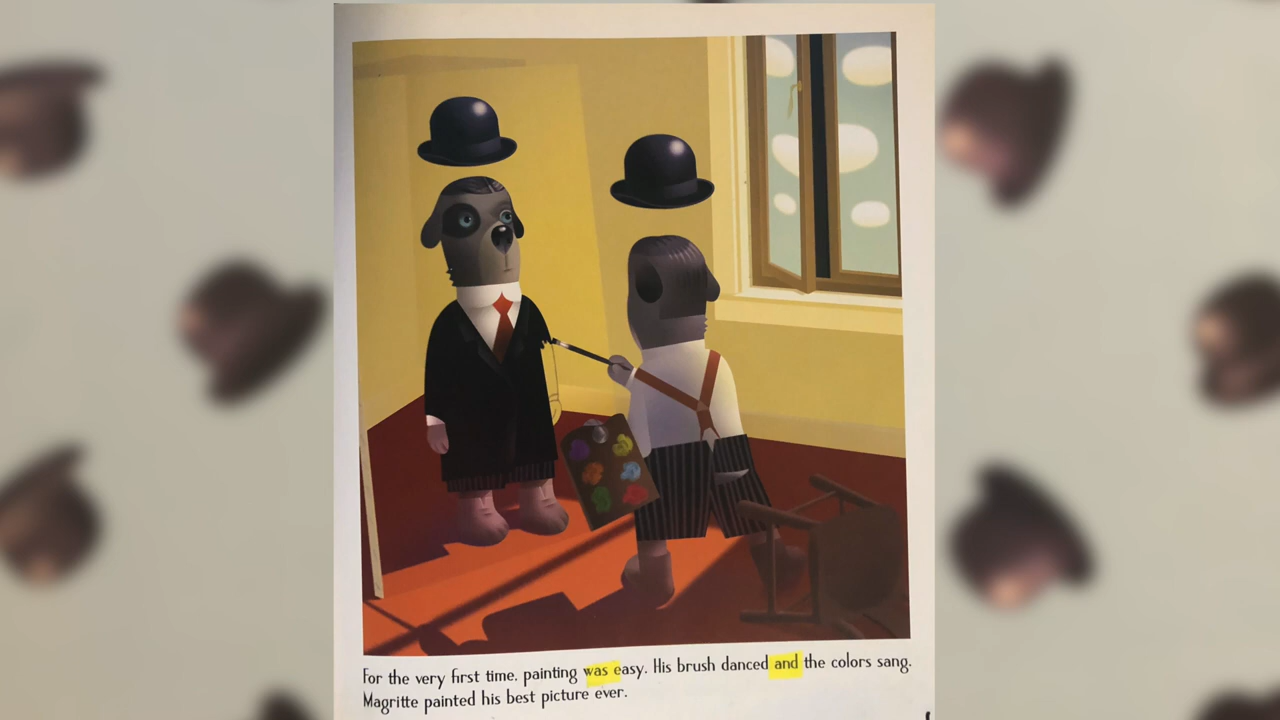 For the very first time, painting was easy. His brush danced and the colors sang.
Magritte painted his best picture ever.